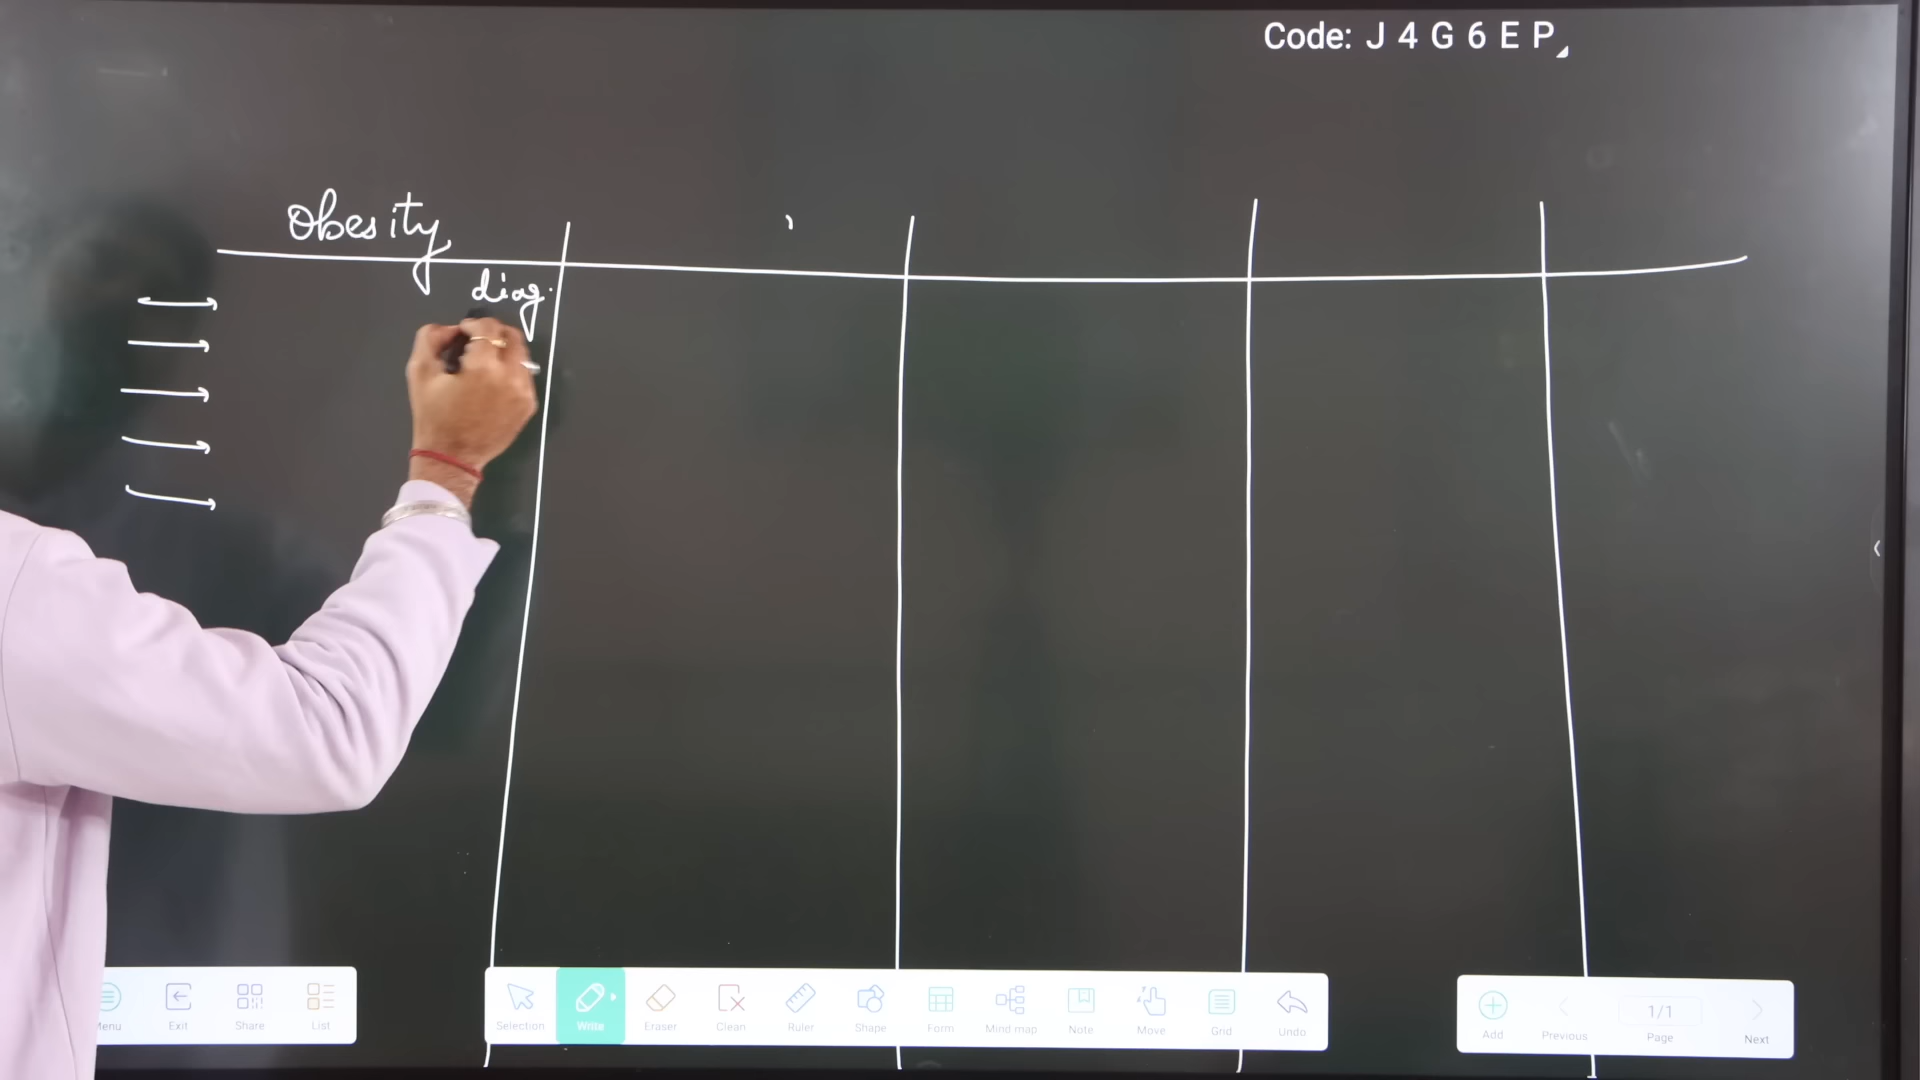 Code: J 4 G 6 E P
Obesity
diag.
Exit Share List
Selection Write Eraser Clean Ruler Shape Form Mind map Note Move Grid Undo
Add Previous 1/1 Page Next